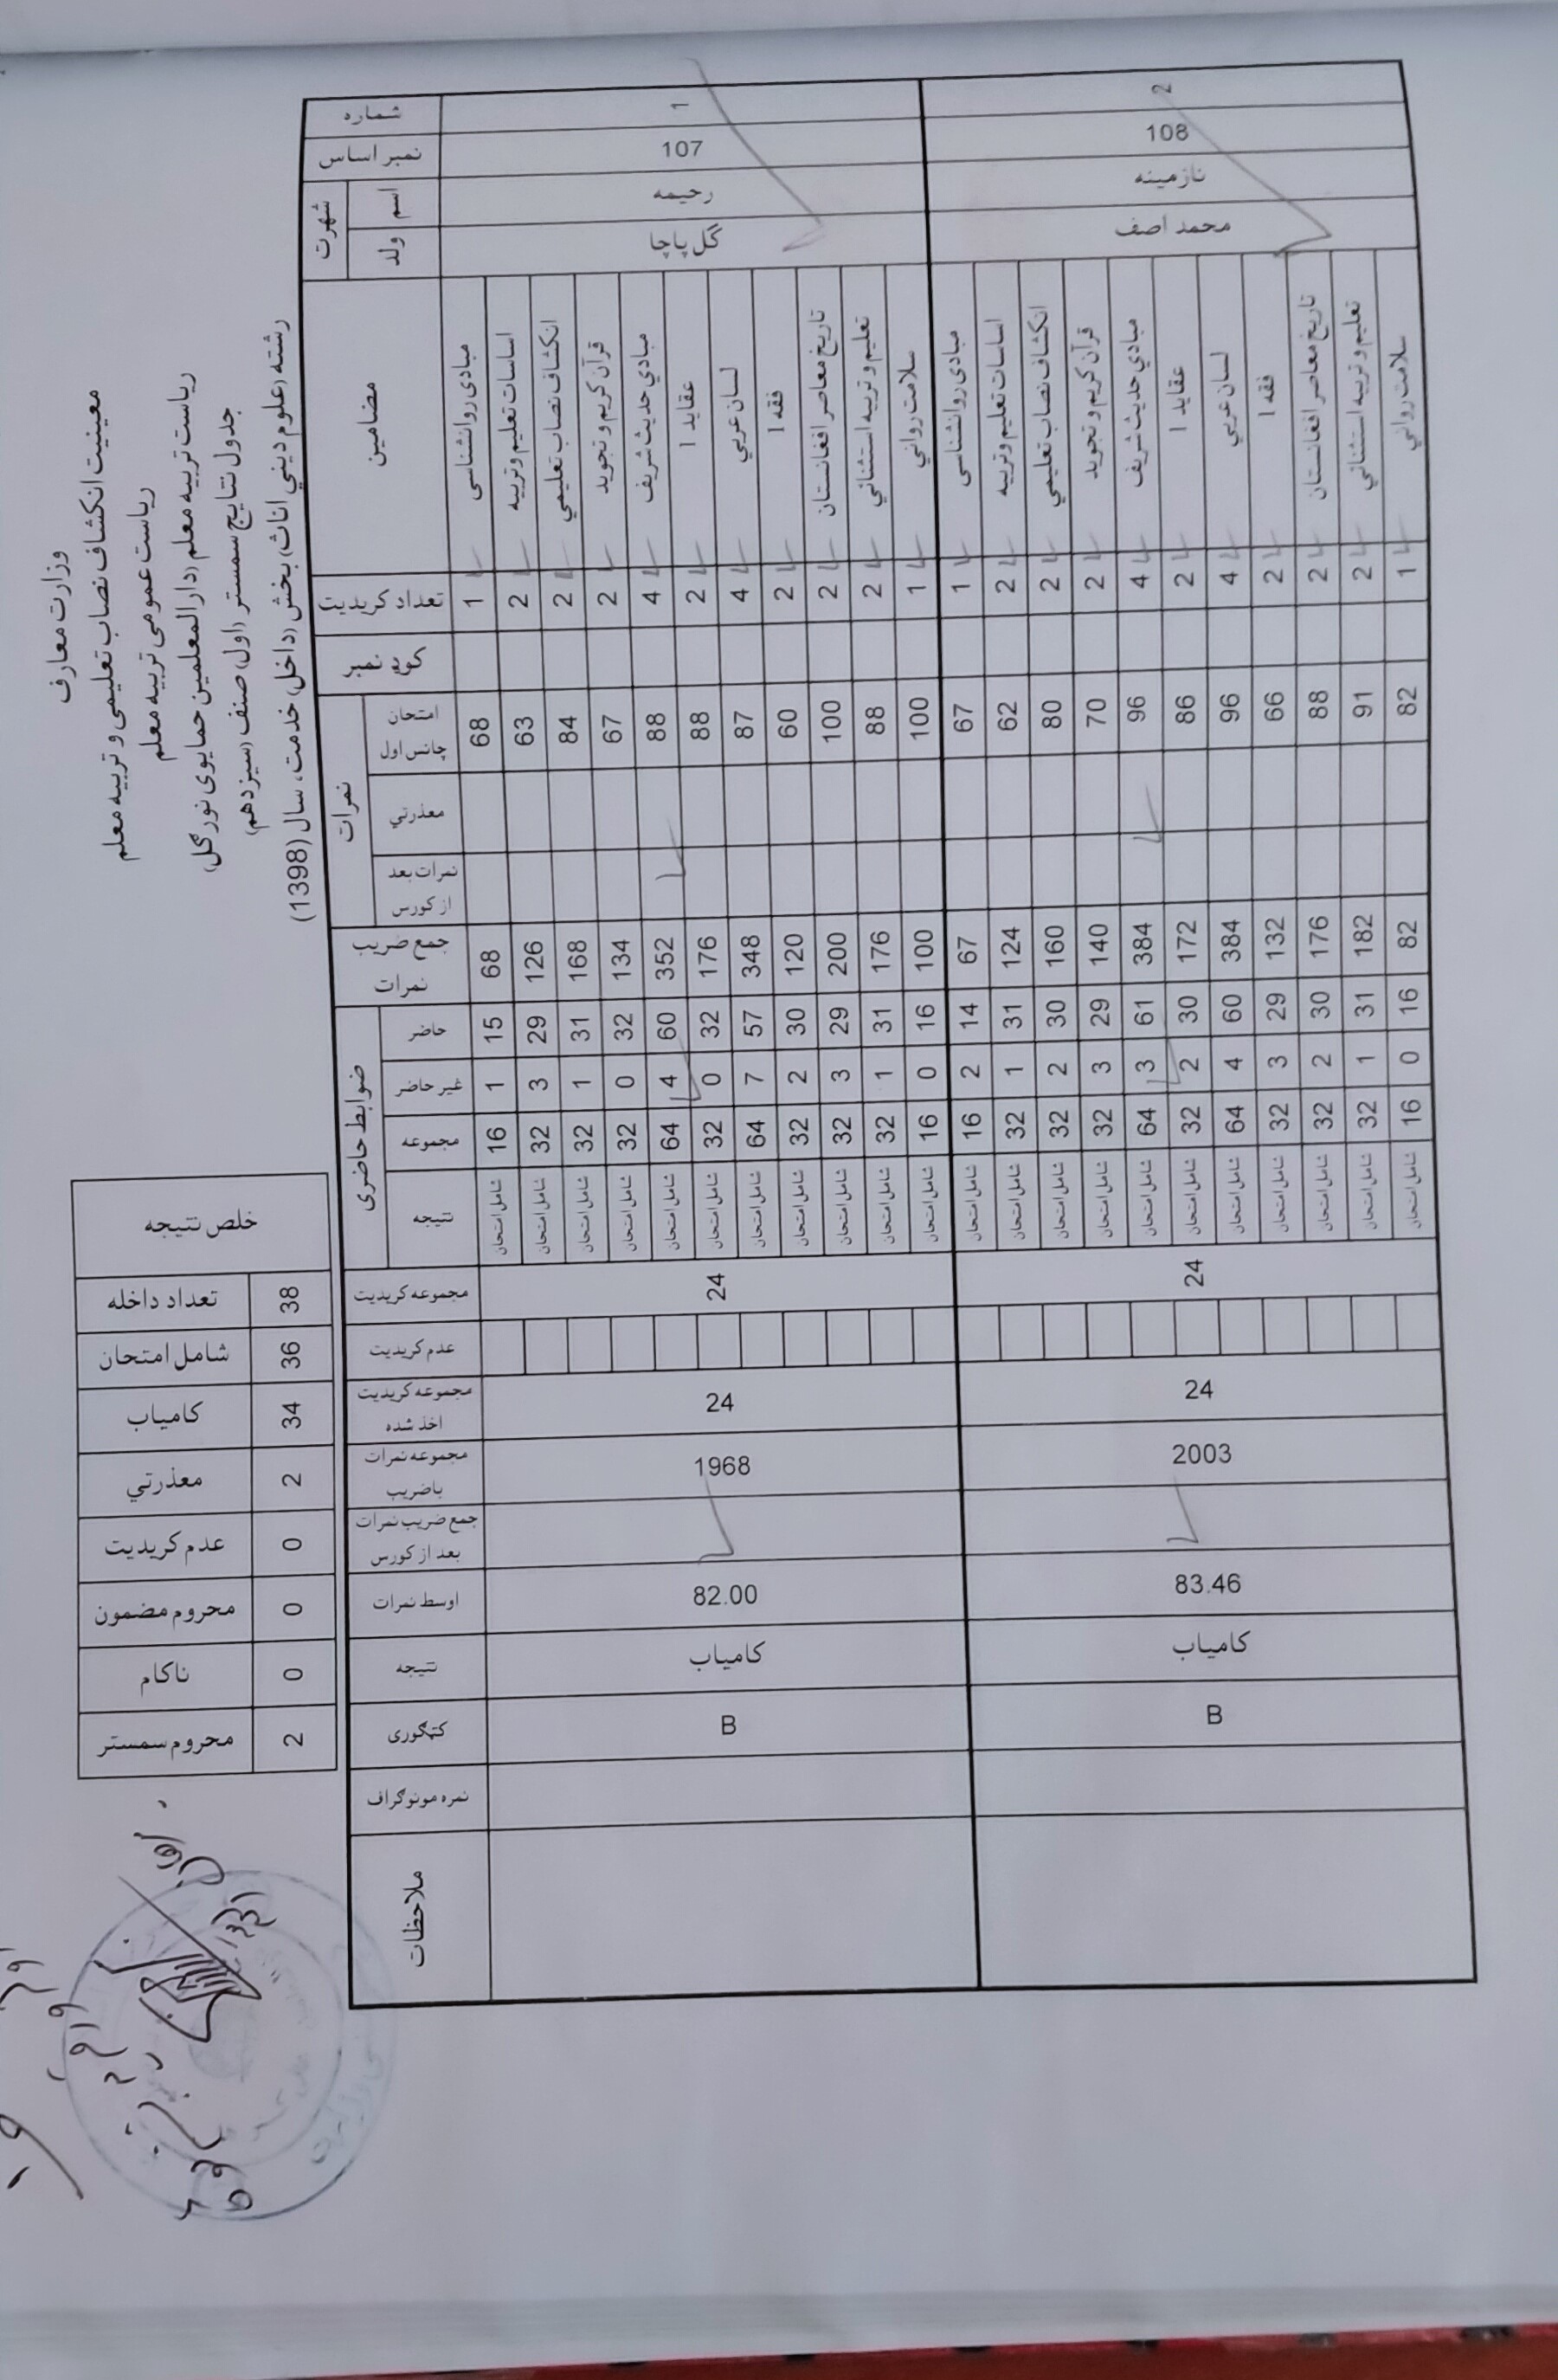 وزارت معارف
معینیت انکشاف نصاب تعلیمی و تربیه معلم
ریاست عمومی تربیه معلم
ریاست تربیه معلم (دارالمعلمین حمایوی نورگل)
جدول نتایج سمستر (اول) صنف (سیزدهم)
رشته (علوم دیني اناث) بخش (داخل) خدمت، سال (1398)
خلص نتیجه
تعداد داخله 38
شامل امتحان 36
کامیاب 34
معذرتي 2
عدم کریدیت 0
محروم مضمون 0
ناکام 0
محروم سمستر 2
شماره نمبر اساس شهرت مضامین تعداد کریدیت کود نمبر نمرات جمع ضریب نمرات ضوابط حاضری مجموعه کریدیت عدم کریدیت مجموعه کریدیت اخذ شده مجموعه نمرات باضریب جمع ضریب نمرات بعد از کورس اوسط نمرات نتیجه کتگوری نمره مونوگراف ملاحظات
اسم ولد امتحان چانس اول معذرتي نمرات بعد از کورس حاضر غیر حاضر مجموعه نتیجه
1 107 رحیمه گل پاچا 24 24 1968 82.00 کامیاب B
مبادی روانشناسی 1 68 68 15 1 16 شامل امتحان
اساسات تعلیم و تربیه 2 63 126 29 3 32 شامل امتحان
انکشاف نصاب تعلیمي 2 84 168 31 1 32 شامل امتحان
قرآن کریم و تجوید 2 67 134 32 0 32 شامل امتحان
مبادي حدیث شریف 4 88 352 60 4 64 شامل امتحان
عقاید 1 2 88 176 32 0 32 شامل امتحان
لسان عربي 4 87 348 57 7 64 شامل امتحان
فقه 1 2 60 120 30 2 32 شامل امتحان
تاریخ معاصر افغانستان 2 100 200 29 3 32 شامل امتحان
تعلیم و تربیه استثنائي 2 88 176 31 1 32 شامل امتحان
سلامت رواني 1 100 100 16 0 16 شامل امتحان
2 108 نازمینه محمد اصف 24 24 2003 83.46 کامیاب B
مبادی روانشناسی 1 67 67 14 2 16 شامل امتحان
اساسات تعلیم و تربیه 2 62 124 31 1 32 شامل امتحان
انکشاف نصاب تعلیمي 2 80 160 30 2 32 شامل امتحان
قرآن کریم و تجوید 2 70 140 29 3 32 شامل امتحان
مبادي حدیث شریف 4 96 384 61 3 64 شامل امتحان
عقاید 1 2 86 172 30 2 32 شامل امتحان
لسان عربي 4 96 384 60 4 64 شامل امتحان
فقه 1 2 66 132 29 3 32 شامل امتحان
تاریخ معاصر افغانستان 2 88 176 30 2 32 شامل امتحان
تعلیم و تربیه استثنائي 2 91 182 31 1 32 شامل امتحان
سلامت رواني 1 82 82 16 0 16 شامل امتحان